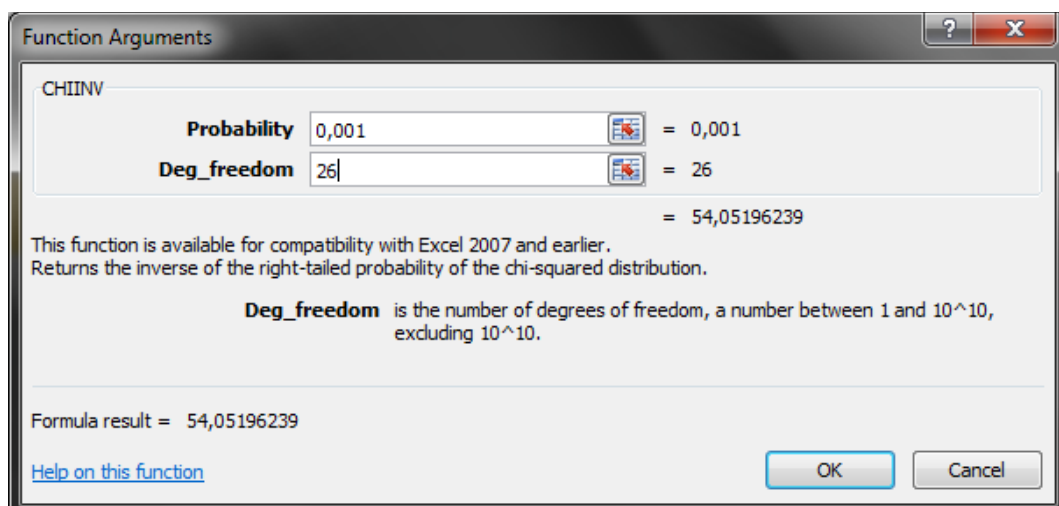 Function Arguments
? X
CHIINV
Probability 0,001 = 0,001
Deg_freedom 26 = 26
= 54,05196239
This function is available for compatibility with Excel 2007 and earlier.
Returns the inverse of the right-tailed probability of the chi-squared distribution.
Deg_freedom is the number of degrees of freedom, a number between 1 and 10^10,
excluding 10^10.
Formula result = 54,05196239
Help on this function
OK Cancel